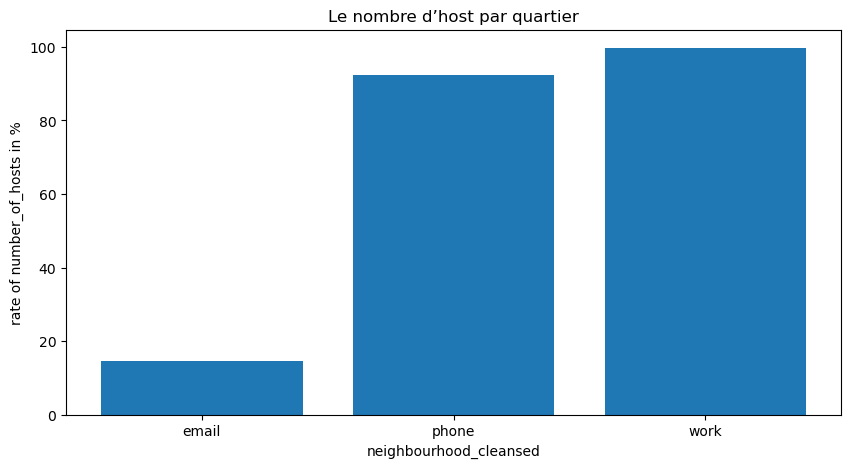 Le nombre d’host par quartier
rate of number_of_hosts in %
100
80
60
40
20
0
email phone work
neighbourhood_cleansed